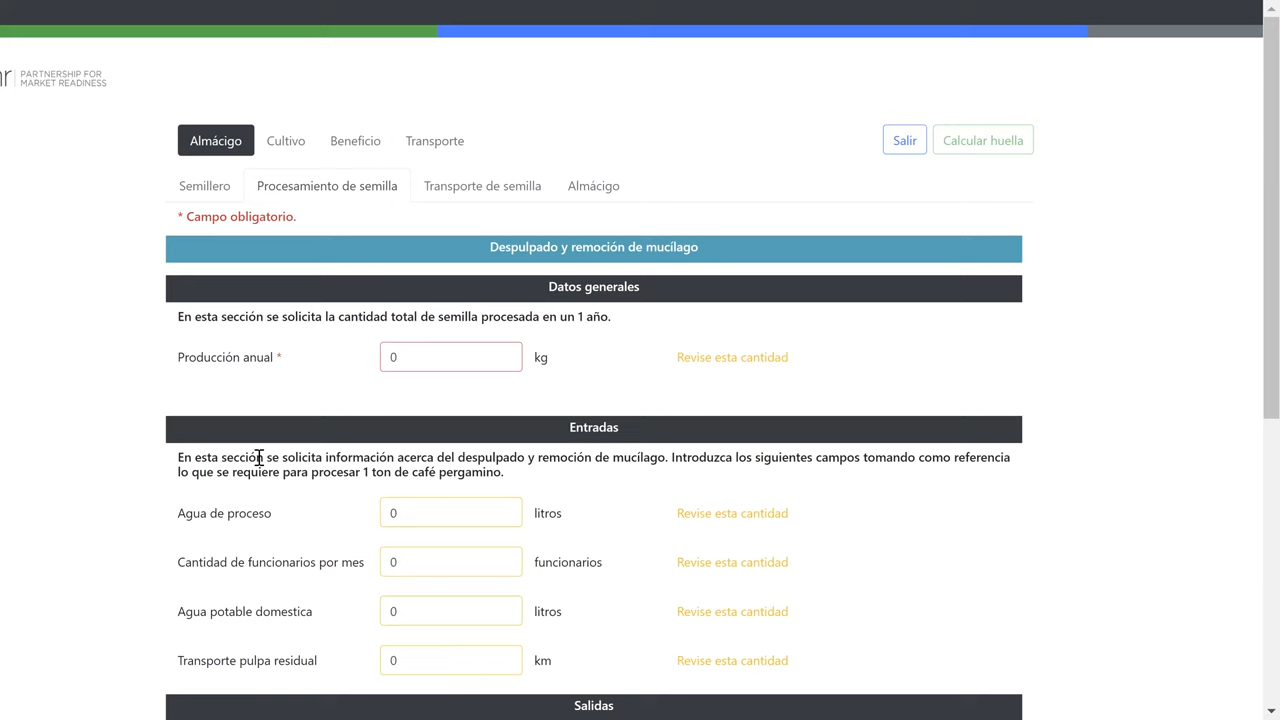 PARTNERSHIP FOR
MARKET READINESS
Almácigo Cultivo Beneficio Transporte Salir Calcular huella
Semillero Procesamiento de semilla Transporte de semilla Almácigo
* Campo obligatorio.
Despulpado y remoción de mucílago
Datos generales
En esta sección se solicita la cantidad total de semilla procesada en un 1 año.
Producción anual * 0 kg Revise esta cantidad
Entradas
En esta sección se solicita información acerca del despulpado y remoción de mucílago. Introduzca los siguientes campos tomando como referencia
lo que se requiere para procesar 1 ton de café pergamino.
Agua de proceso 0 litros Revise esta cantidad
Cantidad de funcionarios por mes 0 funcionarios Revise esta cantidad
Agua potable domestica 0 litros Revise esta cantidad
Transporte pulpa residual 0 km Revise esta cantidad
Salidas